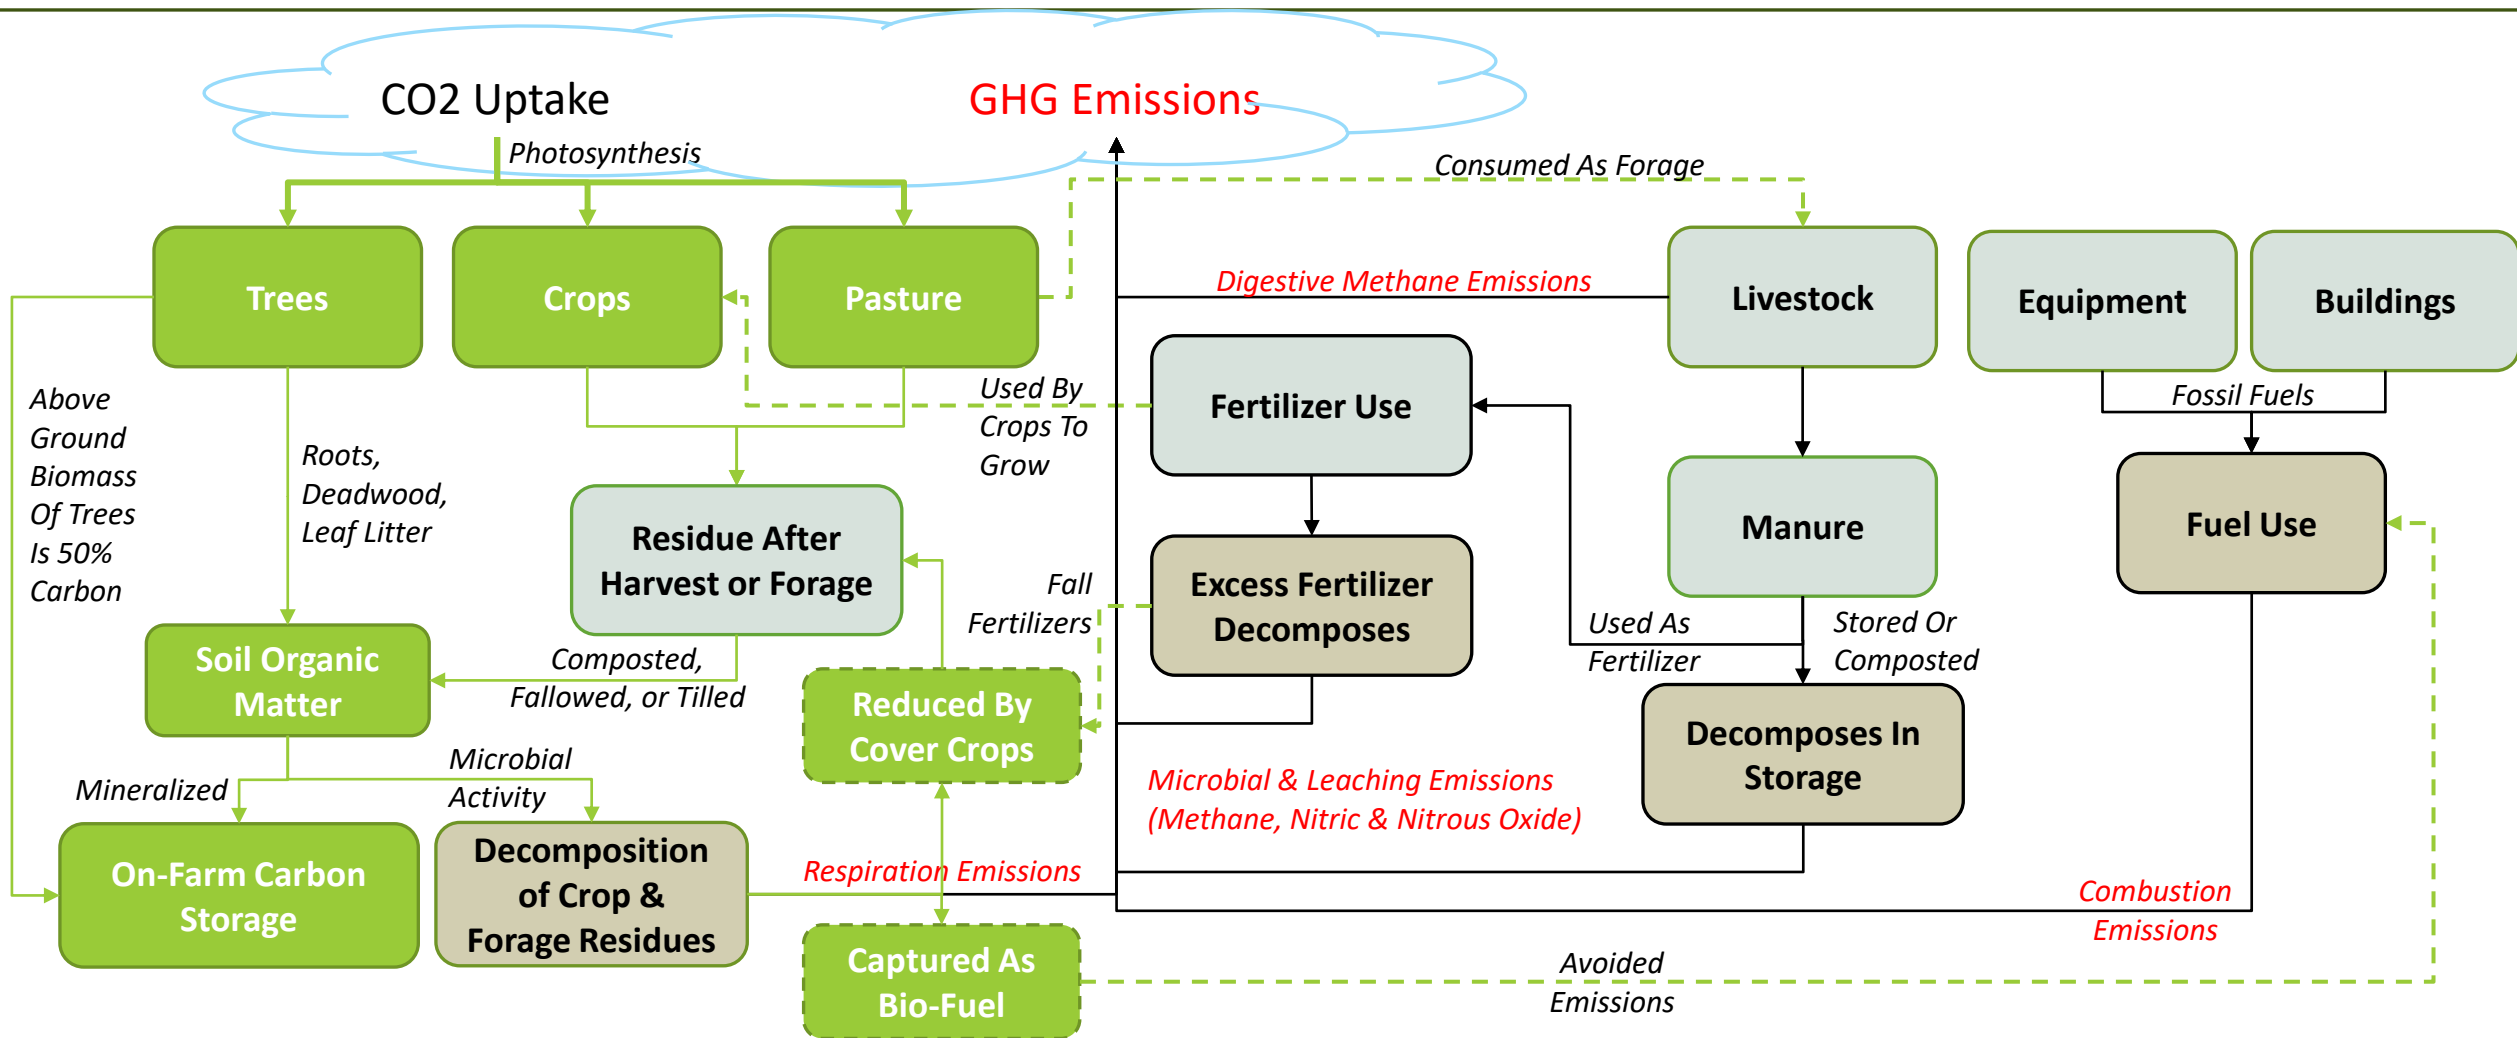 CO2 Uptake
GHG Emissions
Photosynthesis
Consumed As Forage
Trees
Crops
Pasture
Digestive Methane Emissions
Livestock
Equipment
Buildings
Above
Ground
Biomass
Of Trees
Is 50%
Carbon
Roots,
Deadwood,
Leaf Litter
Used By
Crops To
Grow
Fertilizer Use
Fossil Fuels
Residue After
Harvest or Forage
Manure
Fuel Use
Fall
Fertilizers
Excess Fertilizer
Decomposes
Used As
Fertilizer
Stored Or
Composted
Soil Organic
Matter
Composted,
Fallowed, or Tilled
Reduced By
Cover Crops
Decomposes In
Storage
Mineralized
Microbial
Activity
Microbial & Leaching Emissions
(Methane, Nitric & Nitrous Oxide)
On-Farm Carbon
Storage
Decomposition
of Crop &
Forage Residues
Respiration Emissions
Combustion
Emissions
Captured As
Bio-Fuel
Avoided
Emissions